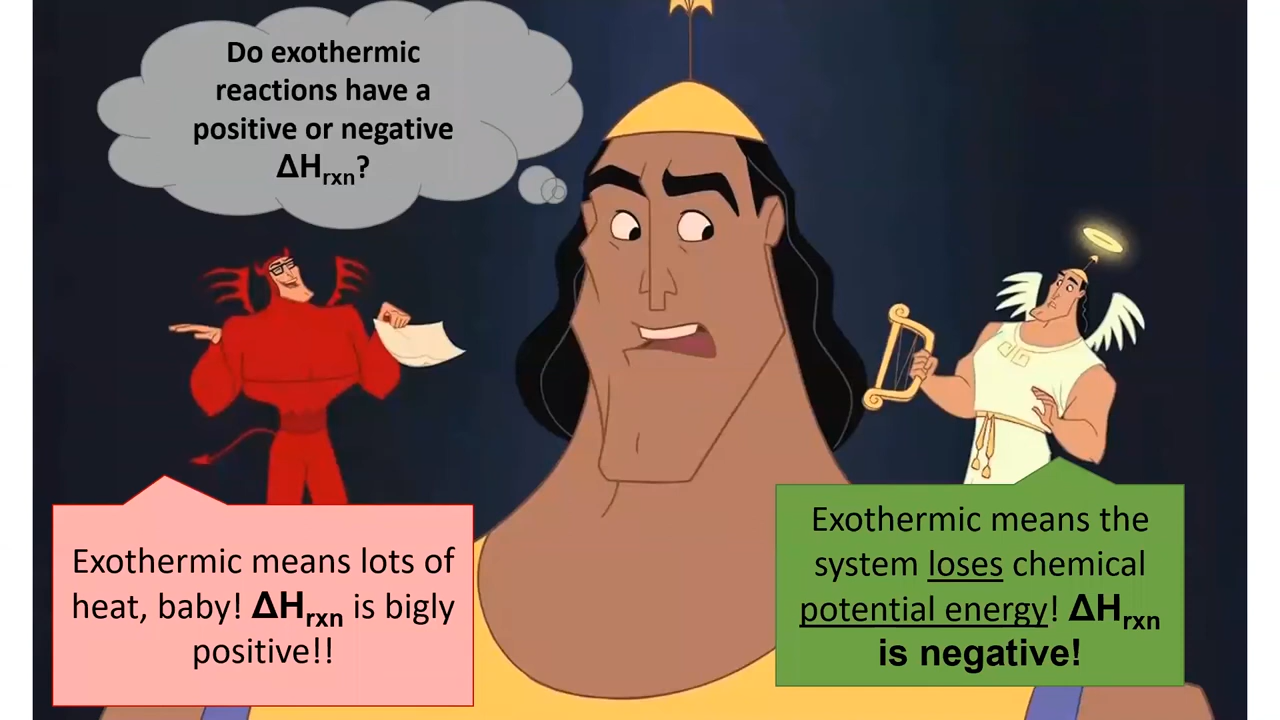 Do exothermic
reactions have a
positive or negative
ΔHrxn?
Exothermic means lots of
heat, baby! ΔHrxn is bigly
positive!!
Exothermic means the
system loses chemical
potential energy! ΔHrxn
is negative!